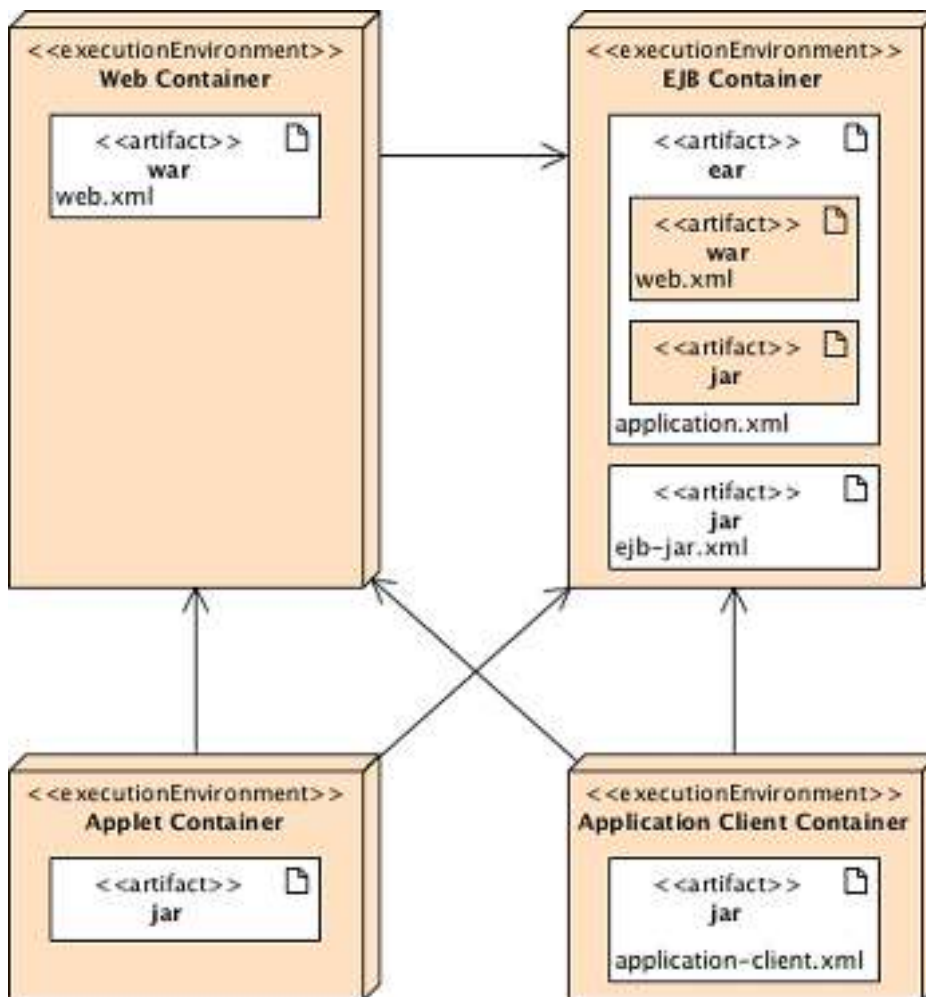 <<executionEnvironment>>
Web Container
<<artifact>>
war
web.xml
<<executionEnvironment>>
EJB Container
<<artifact>>
ear
<<artifact>>
war
web.xml
<<artifact>>
jar
application.xml
<<artifact>>
jar
ejb-jar.xml
<<executionEnvironment>>
Applet Container
<<artifact>>
jar
<<executionEnvironment>>
Application Client Container
<<artifact>>
jar
application-client.xml